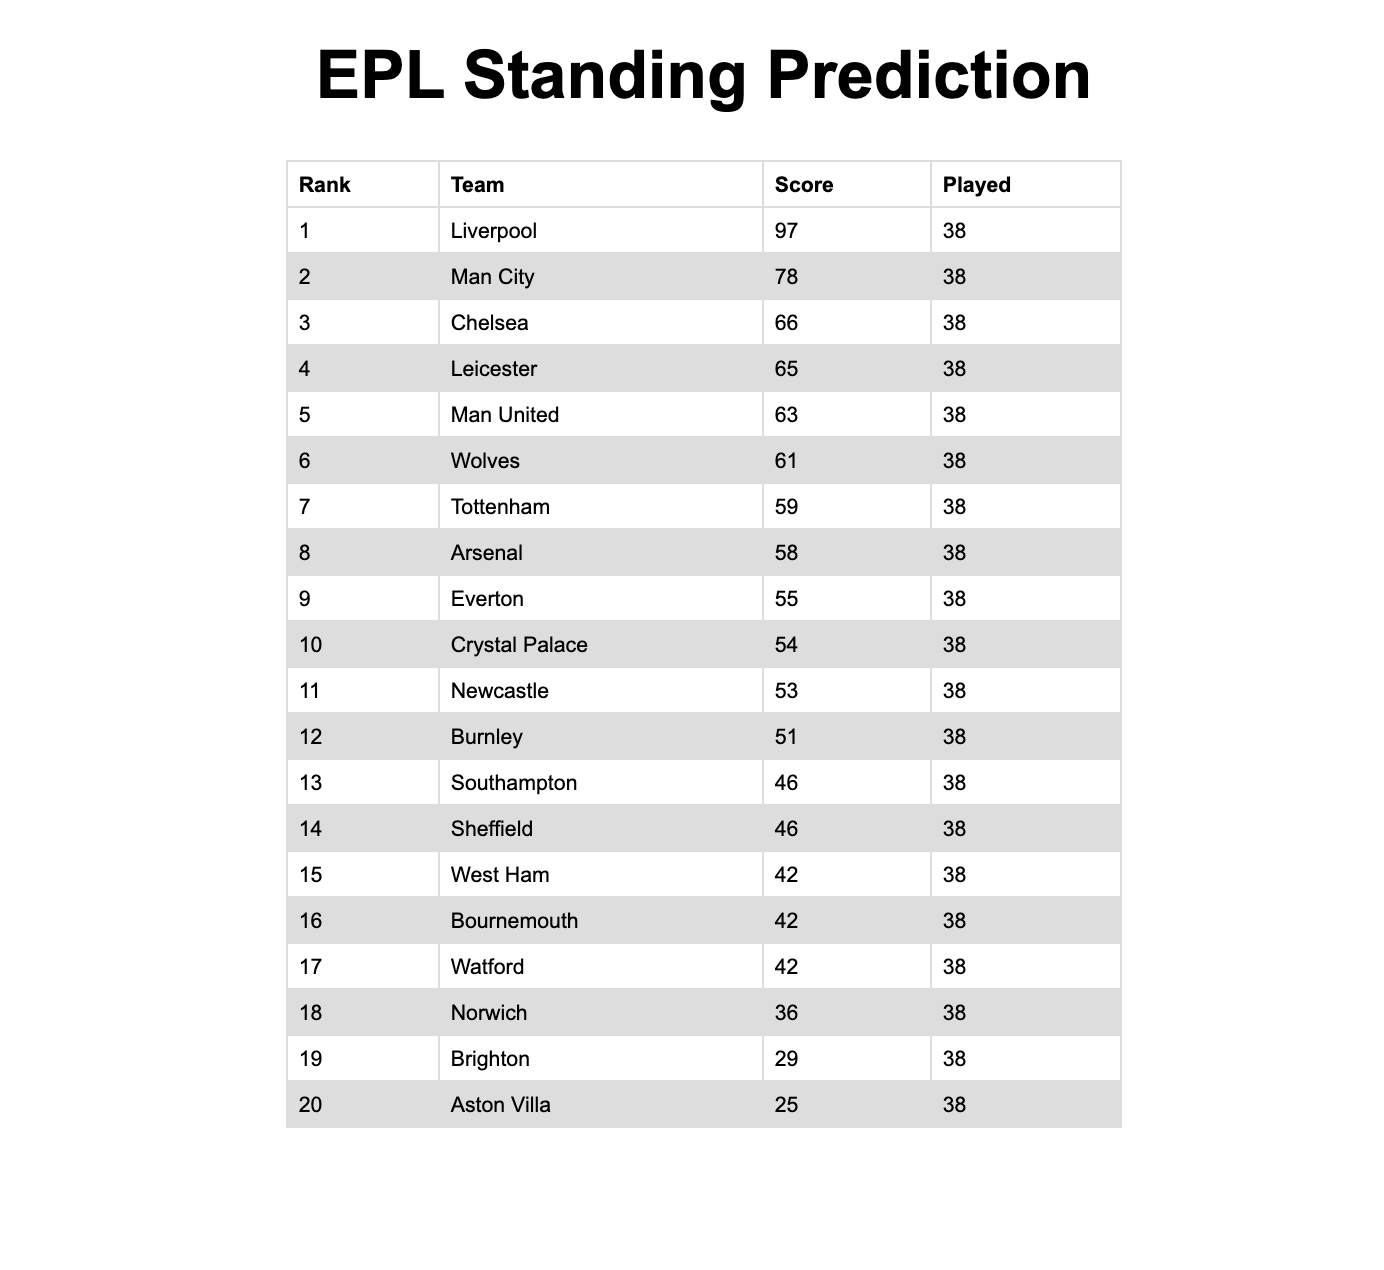 EPL Standing Prediction
Rank Team Score Played
1 Liverpool 97 38
2 Man City 78 38
3 Chelsea 66 38
4 Leicester 65 38
5 Man United 63 38
6 Wolves 61 38
7 Tottenham 59 38
8 Arsenal 58 38
9 Everton 55 38
10 Crystal Palace 54 38
11 Newcastle 53 38
12 Burnley 51 38
13 Southampton 46 38
14 Sheffield 46 38
15 West Ham 42 38
16 Bournemouth 42 38
17 Watford 42 38
18 Norwich 36 38
19 Brighton 29 38
20 Aston Villa 25 38